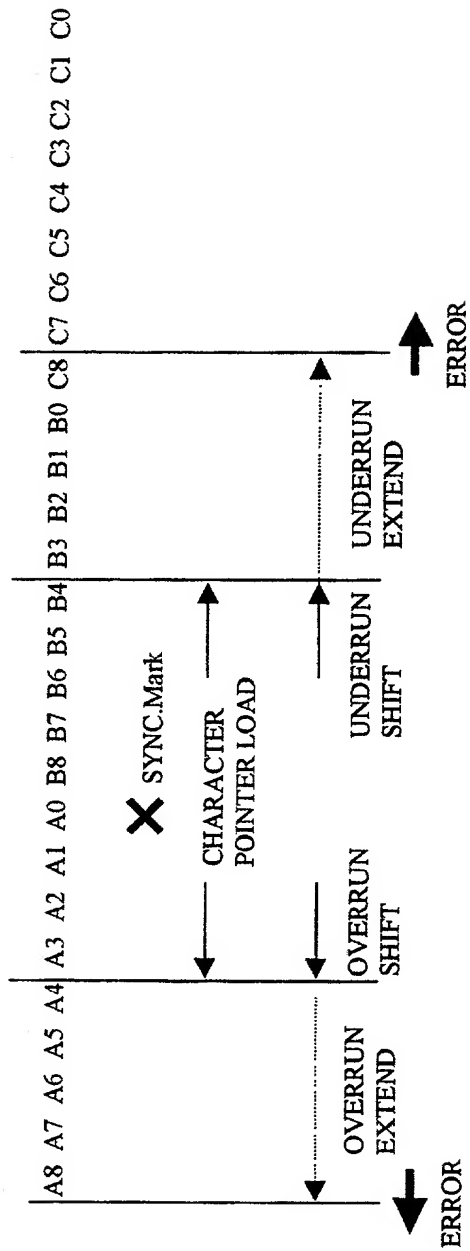 A8 A7 A6 A5 A4 A3 A2 A1 A0 B8 B7 B6 B5 B4 B3 B2 B1 B0 C8 C7 C6 C5 C4 C3 C2 C1 C0
SYNC.Mark
CHARACTER
POINTER LOAD
OVERRUN
EXTEND
OVERRUN
SHIFT
UNDERRUN
SHIFT
UNDERRUN
EXTEND
ERROR
ERROR